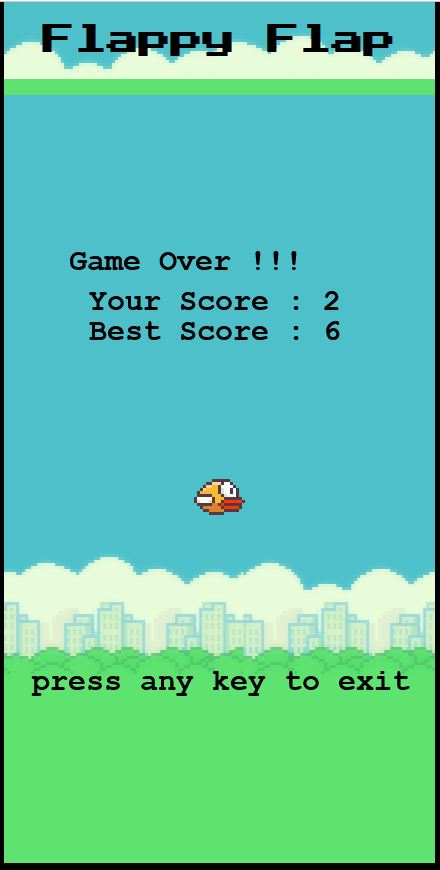 Flappy Flap
Game Over !!!
Your Score : 2
Best Score : 6
press any key to exit